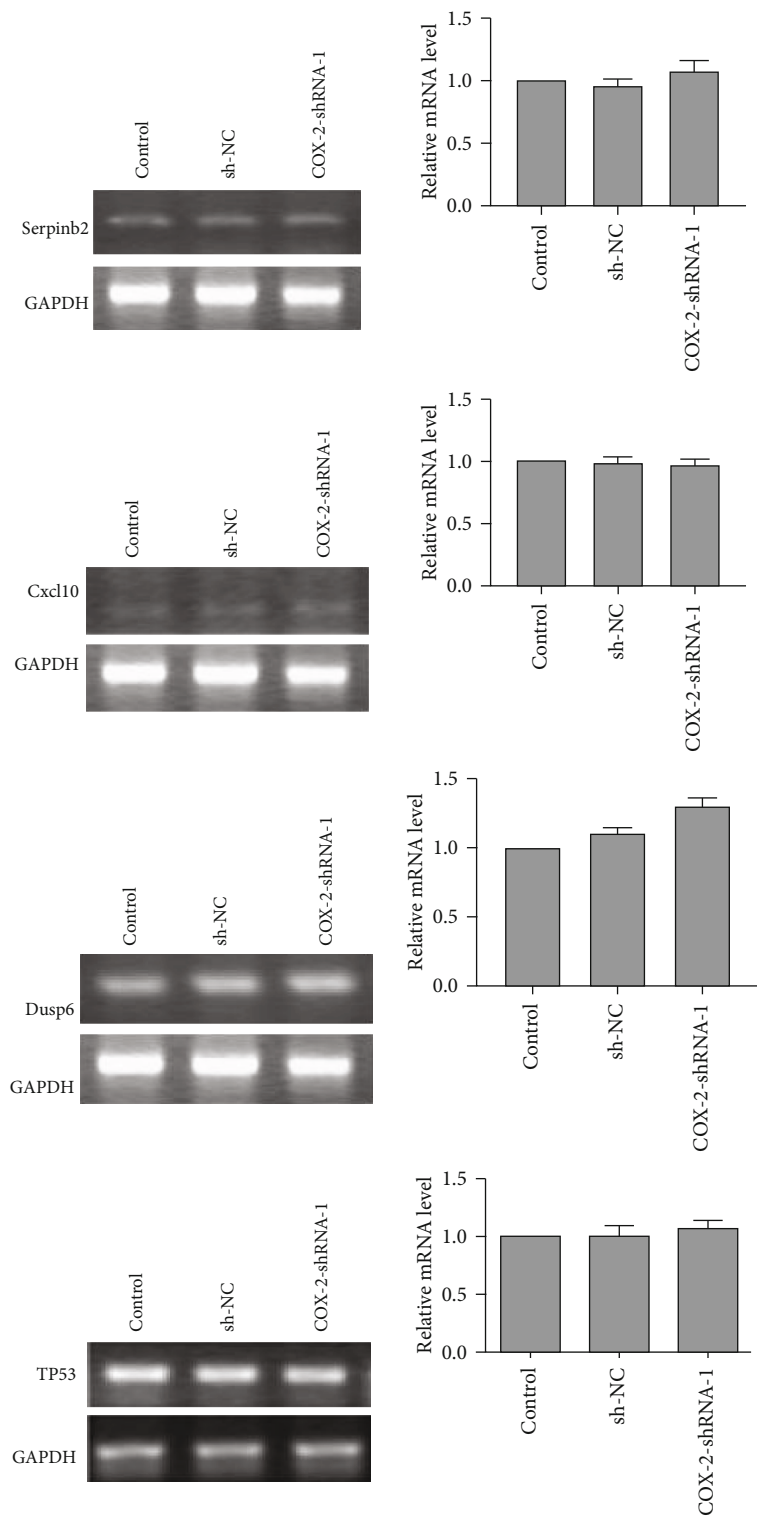 Control
sh-NC
COX-2-shRNA-1
Serpinb2
GAPDH
Relative mRNA level
1.5
1.0
0.5
0.0
Control
sh-NC
COX-2-shRNA-1
Control
sh-NC
COX-2-shRNA-1
Cxcl10
GAPDH
Relative mRNA level
1.5
1.0
0.5
0.0
Control
sh-NC
COX-2-shRNA-1
Control
sh-NC
COX-2-shRNA-1
Dusp6
GAPDH
Relative mRNA level
1.5
1.0
0.5
0.0
Control
sh-NC
COX-2-shRNA-1
Control
sh-NC
COX-2-shRNA-1
TP53
GAPDH
Relative mRNA level
1.5
1.0
0.5
0.0
Control
sh-NC
COX-2-shRNA-1